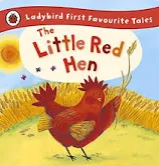 Ladybird First Favourite Tales
The
Little Red
Hen